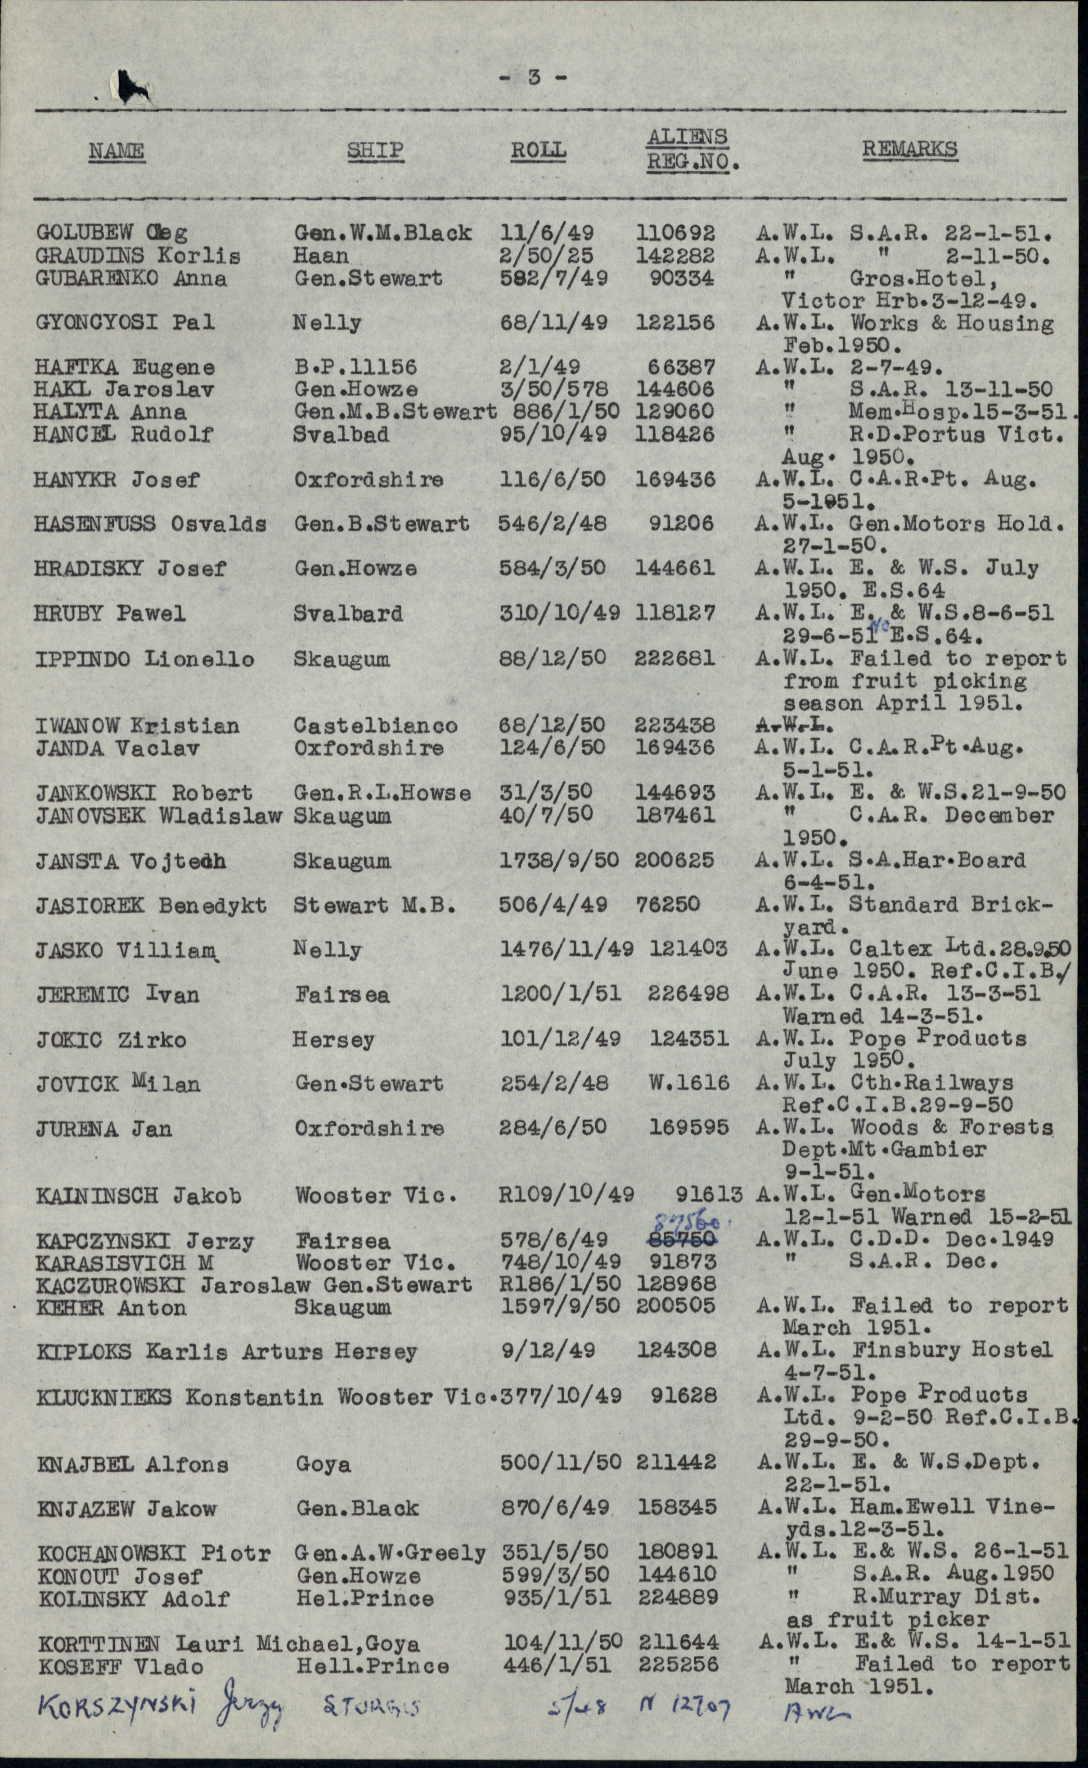 - 3 -
NAME SHIP ROLL ALIENS REG.NO. REMARKS
GOLUBEW Oleg Gen.W.M.Black 11/6/49 110692 A.W.L. S.A.R. 22-1-51.
GRAUDINS Korlis Haan 2/50/25 142282 A.W.L. " 2-11-50.
GUBARENKO Anna Gen.Stewart 582/7/49 90334 " Gros.Hotel,
Victor Hrb.3-12-49.
GYONGYOSI Pal Nelly 68/11/49 122156 A.W.L. Works & Housing
Feb.1950.
HAFTKA Eugene B.P.11156 2/1/49 66387 A.W.L. 2-7-49.
HAKL Jaroslav Gen.Howze 3/50/578 144606 " S.A.R. 13-11-50
HALYTA Anna Gen.M.B.Stewart 886/1/50 129060 " Mem.Hosp.15-3-51.
HANCEL Rudolf Svalbad 95/10/49 118426 " R.D.Portus Vict.
Aug. 1950.
HANYKR Josef Oxfordshire 116/6/50 169436 A.W.L. C.A.R.Pt. Aug.
5-1951.
HASENFUSS Osvalds Gen.B.Stewart 546/2/48 91206 A.W.L. Gen.Motors Hold.
27-1-50.
HRADISKY Josef Gen.Howze 584/3/50 144661 A.W.L. E. & W.S. July
1950. E.S.64
HRUBY Pawel Svalbard 310/10/49 118127 A.W.L. E. & W.S.8-6-51
29-6-51 No E.S.64.
IPPINDO Lionello Skaugum 88/12/50 222681 A.W.L. Failed to report
from fruit picking
season April 1951.
IWANOW Kristian Castelbianco 68/12/50 223438 A.W.L.
JANDA Vaclav Oxfordshire 124/6/50 169436 A.W.L. C.A.R.Pt.Aug.
5-1-51.
JANKOWSKI Robert Gen.R.L.Howse 31/3/50 144693 A.W.L. E. & W.S.21-9-50
JANOVSEK Wladislaw Skaugum 40/7/50 187461 " C.A.R. December
1950.
JANSTA Vojtech Skaugum 1738/9/50 200625 A.W.L. S.A.Har.Board
6-4-51.
JASIOREK Benedykt Stewart M.B. 506/4/49 76250 A.W.L. Standard Brick-
yard.
JASKO Villiam Nelly 1476/11/49 121403 A.W.L. Caltex Ltd.28.9.50
June 1950. Ref.C.I.B./
JEREMIC Ivan Fairsea 1200/1/51 226498 A.W.L. C.A.R. 13-3-51
Warned 14-3-51.
JOKIC Zirko Hersey 101/12/49 124351 A.W.L. Pope Products
July 1950.
JOVICK Milan Gen.Stewart 254/2/48 W.1616 A.W.L. Cth.Railways
Ref.C.I.B.29-9-50
JURENA Jan Oxfordshire 284/6/50 169595 A.W.L. Woods & Forests
Dept.Mt.Gambier
9-1-51.
KAININSCH Jakob Wooster Vic. R109/10/49 91613 A.W.L. Gen.Motors
87560 12-1-51 Warned 15-2-51
KAPCZYNSKI Jerzy Fairsea 578/6/49 85750 A.W.L. C.D.D. Dec.1949
KARASISVICH M Wooster Vic. 748/10/49 91873 " S.A.R. Dec.
KACZUROWSKI Jaroslaw Gen.Stewart R186/1/50 128968
KEHER Anton Skaugum 1597/9/50 200505 A.W.L. Failed to report
March 1951.
KIPLOKS Karlis Arturs Hersey 9/12/49 124308 A.W.L. Finsbury Hostel
4-7-51.
KLUCKNIEKS Konstantin Wooster Vic.377/10/49 91628 A.W.L. Pope Products
Ltd. 9-2-50 Ref.C.I.B.
29-9-50.
KNAJBEL Alfons Goya 500/11/50 211442 A.W.L. E. & W.S.Dept.
22-1-51.
KNJAZEW Jakow Gen.Black 870/6/49 158345 A.W.L. Ham.Ewell Vine-
yds.12-3-51.
KOCHANOWSKI Piotr Gen.A.W.Greely 351/5/50 180891 A.W.L. E.& W.S. 26-1-51
KONOUT Josef Gen.Howze 599/3/50 144610 " S.A.R. Aug.1950
KOLINSKY Adolf Hel.Prince 935/1/51 224889 " R.Murray Dist.
as fruit picker
KORTTINEN Lauri Michael,Goya 104/11/50 211644 A.W.L. E.& W.S. 14-1-51
KOSEFF Vlado Hell.Prince 446/1/51 225256 " Failed to report
March 1951.
KORSZYNSKI Jerzy STURGIS 5/48 N 12707 AWL